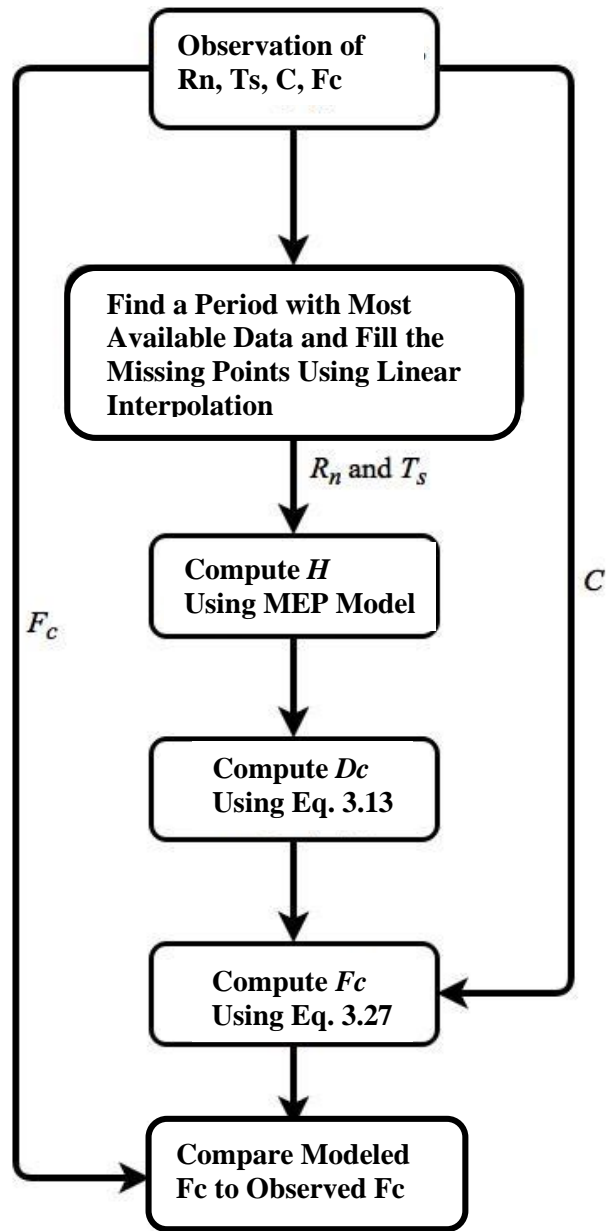 Observation of
Rn, Ts, C, Fc
Find a Period with Most
Available Data and Fill the
Missing Points Using Linear
Interpolation
Rₙ and Tₛ
Compute H
Using MEP Model
C
F_c
Compute Dc
Using Eq. 3.13
Compute Fc
Using Eq. 3.27
Compare Modeled
Fc to Observed Fc